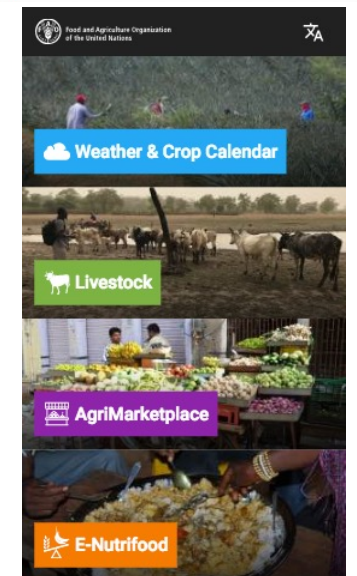 Food and Agriculture Organization
of the United Nations
Weather & Crop Calendar
Livestock
AgriMarketplace
E-Nutrifood